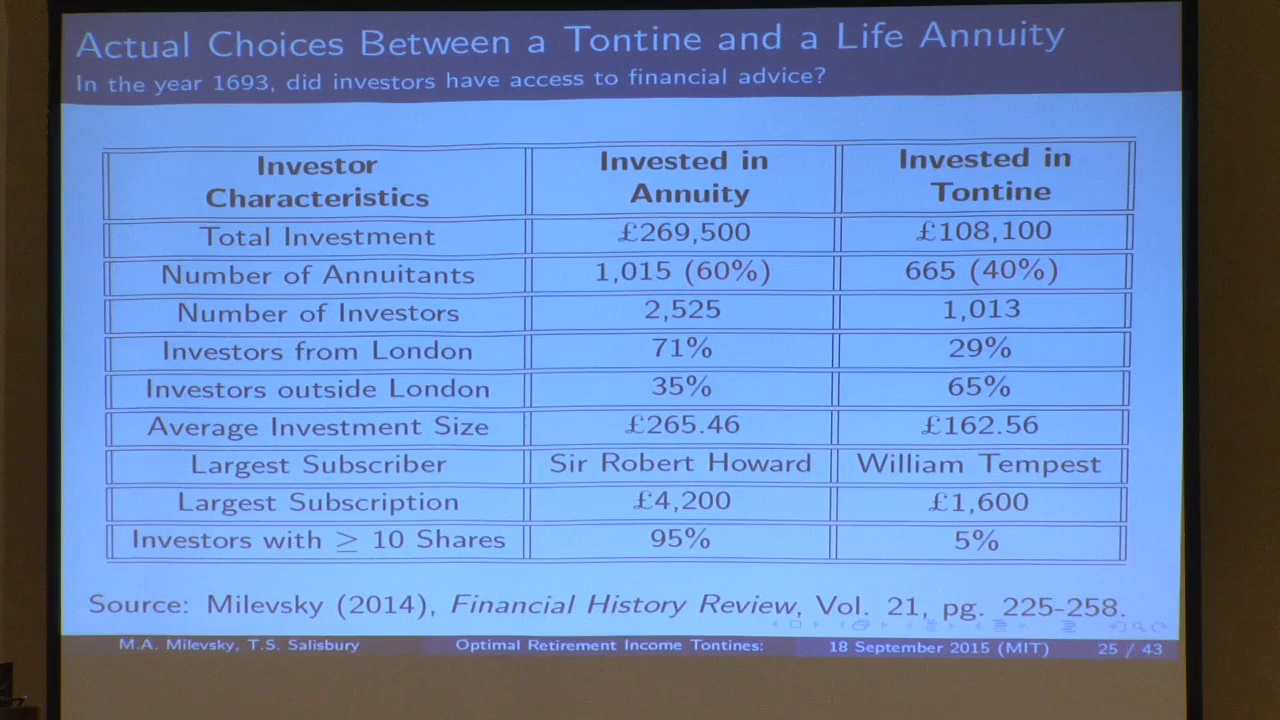 Actual Choices Between a Tontine and a Life Annuity
In the year 1693, did investors have access to financial advice?
Investor Characteristics | Invested in Annuity | Invested in Tontine
Total Investment | £269,500 | £108,100
Number of Annuitants | 1,015 (60%) | 665 (40%)
Number of Investors | 2,525 | 1,013
Investors from London | 71% | 29%
Investors outside London | 35% | 65%
Average Investment Size | £265.46 | £162.56
Largest Subscriber | Sir Robert Howard | William Tempest
Largest Subscription | £4,200 | £1,600
Investors with ≥ 10 Shares | 95% | 5%
Source: Milevsky (2014), Financial History Review, Vol. 21, pg. 225-258.
M.A. Milevsky, T.S. Salisbury Optimal Retirement Income Tontines: 18 September 2015 (MIT) 25 / 43